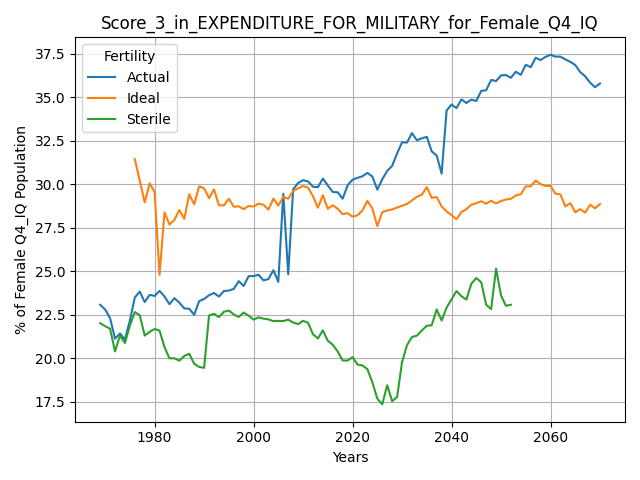 Score_3_in_EXPENDITURE_FOR_MILITARY_for_Female_Q4_IQ
% of Female Q4_IQ Population
37.5
35.0
32.5
30.0
27.5
25.0
22.5
20.0
17.5
Fertility
Actual
Ideal
Sterile
1980
2000
2020
2040
2060
Years